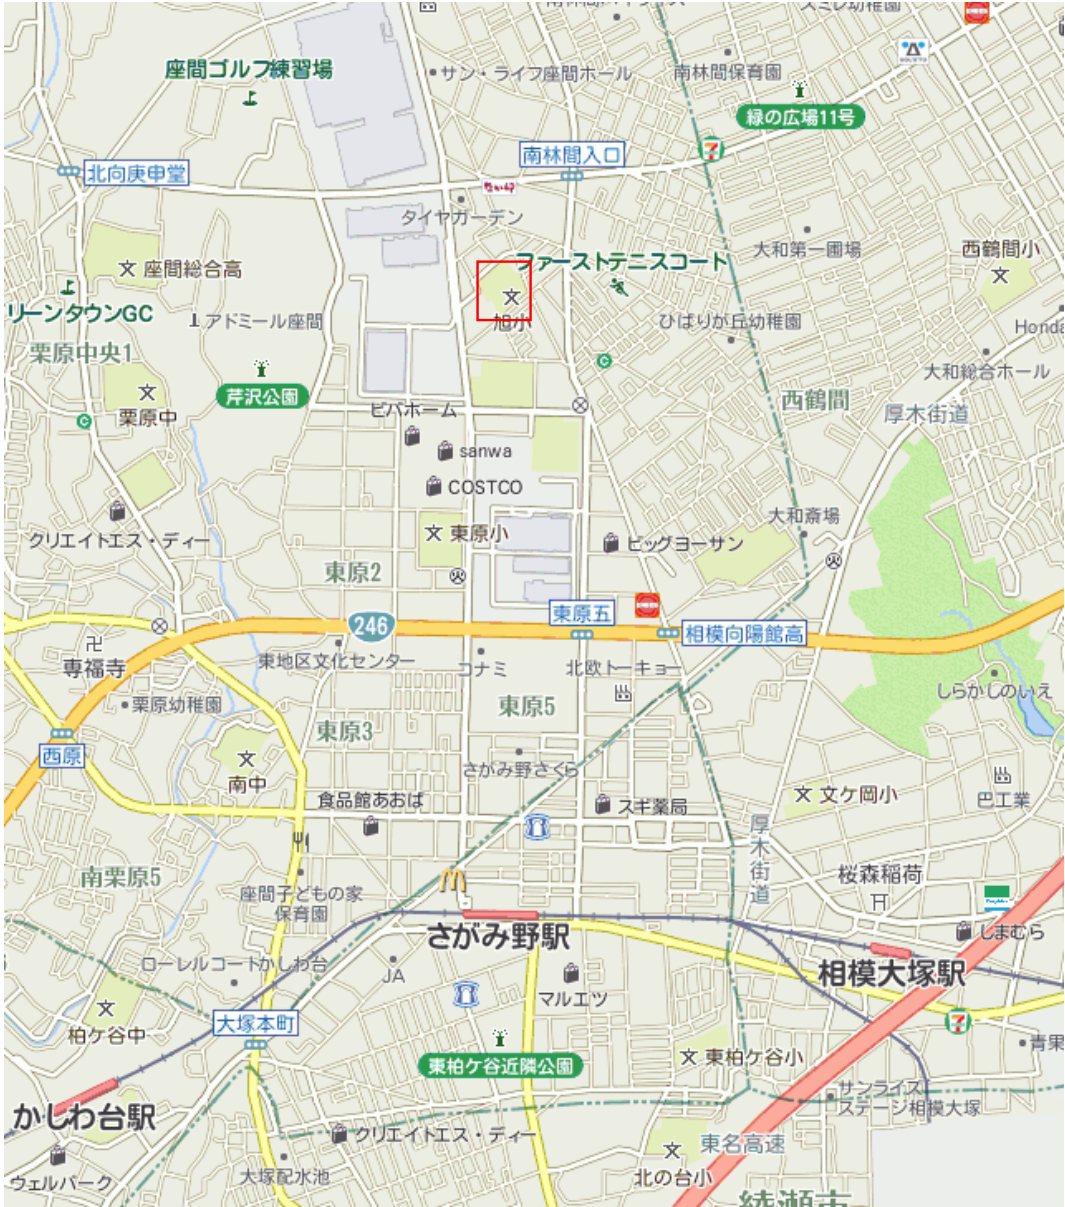 スミレ幼稚園
座間ゴルフ練習場
サン・ライフ座間ホール
南林間保育園
緑の広場11号
南林間入口
7
北向庚申堂
なか卯
タイヤガーデン
大和第一圃場
西鶴間小
座間総合高
ファーストテニスコート
旭小
リーンタウンGC
アドミール座間
ひばりが丘幼稚園
Honda
栗原中央1
芹沢公園
大和総合ホール
栗原中
ビバホーム
西鶴間
厚木街道
sanwa
COSTCO
大和斎場
クリエイトエス・ディー
東原小
ビッグヨーサン
東原2
246
東原五
相模向陽館高
専福寺
東地区文化センター
コナミ
北欧トーキョー
しらかしのいえ
栗原幼稚園
東原3
東原5
西原
南中
さがみ野さくら
食品館あおば
スギ薬局
文ケ岡小
巴工業
厚木街道
南栗原5
座間子どもの家
保育園
桜森稲荷
さがみ野駅
しまむら
ローレルコートかしわ台
JA
マルエツ
相模大塚駅
柏ケ谷中
大塚本町
7
青果
東柏ケ谷近隣公園
東柏ケ谷小
かしわ台駅
サンライズ
ステージ相模大塚
クリエイトエス・ディー
東名高速
ウェルパーク
大塚配水池
北の台小
綾瀬市